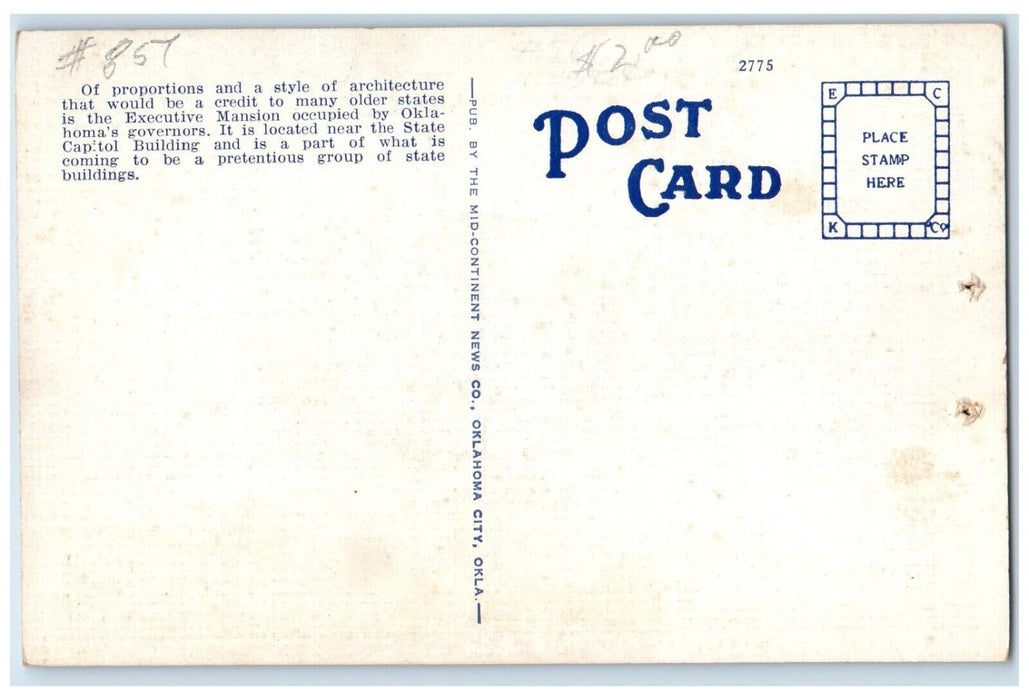 #857
$2.00
2775
Of proportions and a style of architecture
that would be a credit to many older states
is the Executive Mansion occupied by Okla-
homa's governors. It is located near the State
Capitol Building and is a part of what is
coming to be a pretentious group of state
buildings.
PUB. BY THE MID-CONTINENT NEWS CO., OKLAHOMA CITY, OKLA.
POST
CARD
E C
PLACE
STAMP
HERE
K Co